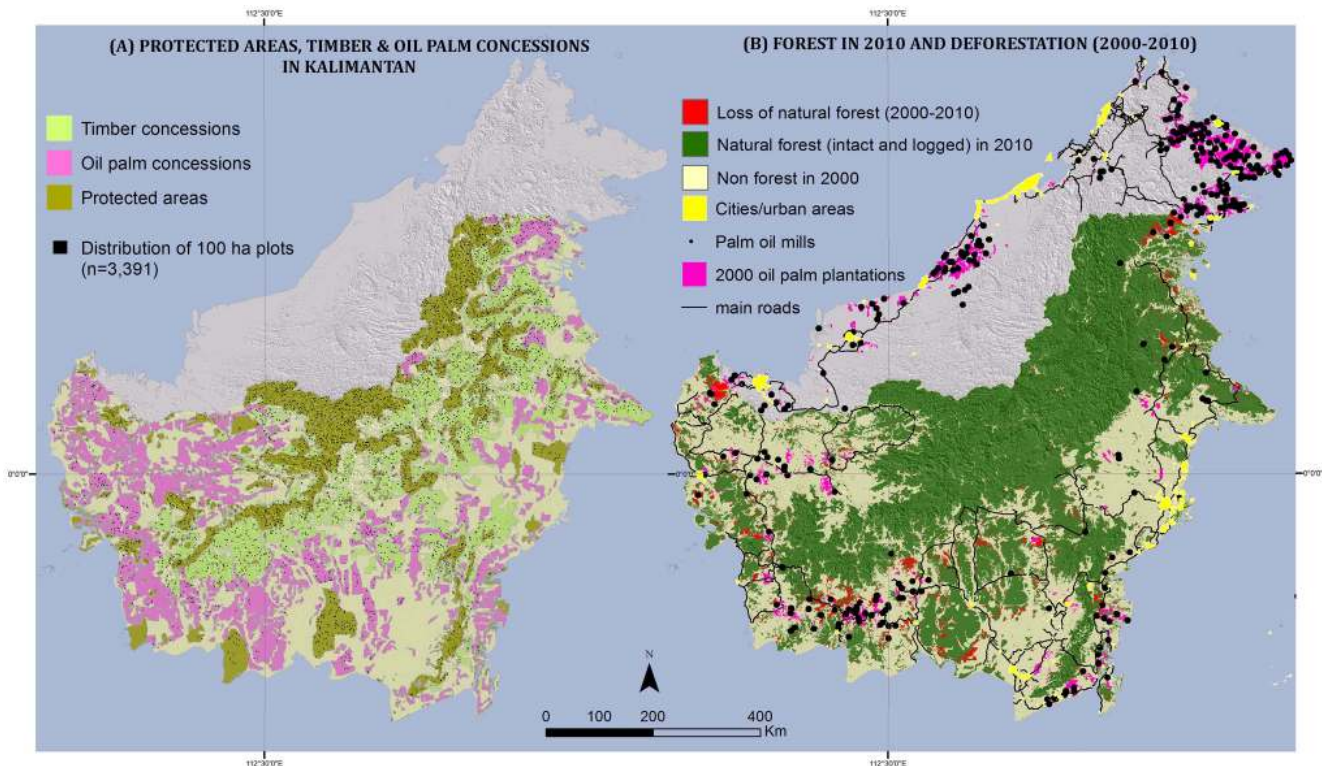 112°30'0"E
112°30'0"E
(A) PROTECTED AREAS, TIMBER & OIL PALM CONCESSIONS
IN KALIMANTAN
Timber concessions
Oil palm concessions
Protected areas
Distribution of 100 ha plots
(n=3,391)
(B) FOREST IN 2010 AND DEFORESTATION (2000-2010)
Loss of natural forest (2000-2010)
Natural forest (intact and logged) in 2010
Non forest in 2000
Cities/urban areas
Palm oil mills
2000 oil palm plantations
main roads
0°0'0"
0°0'0"
N
0 100 200 400
Km
112°30'0"E
112°30'0"E